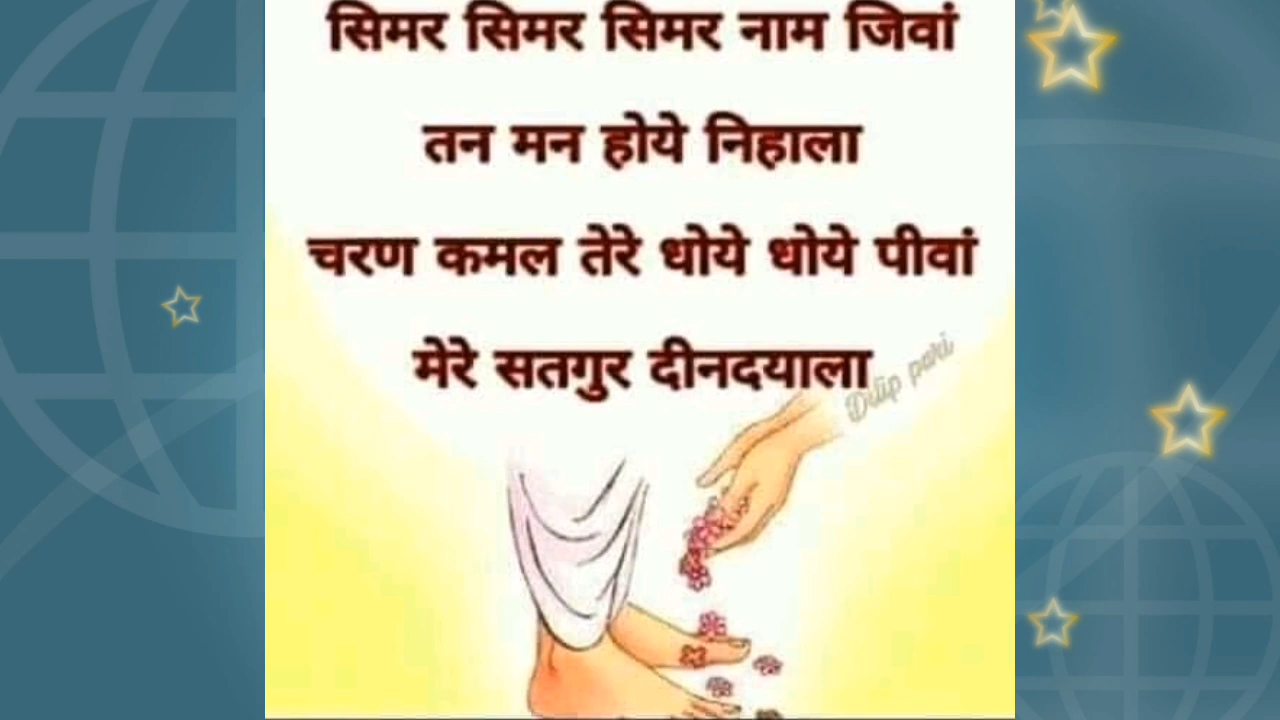 सिमर सिमर सिमर नाम जिवां
तन मन होये निहाला
चरण कमल तेरे धोये धोये पीवां
मेरे सतगुर दीनदयाला
Dilip pari